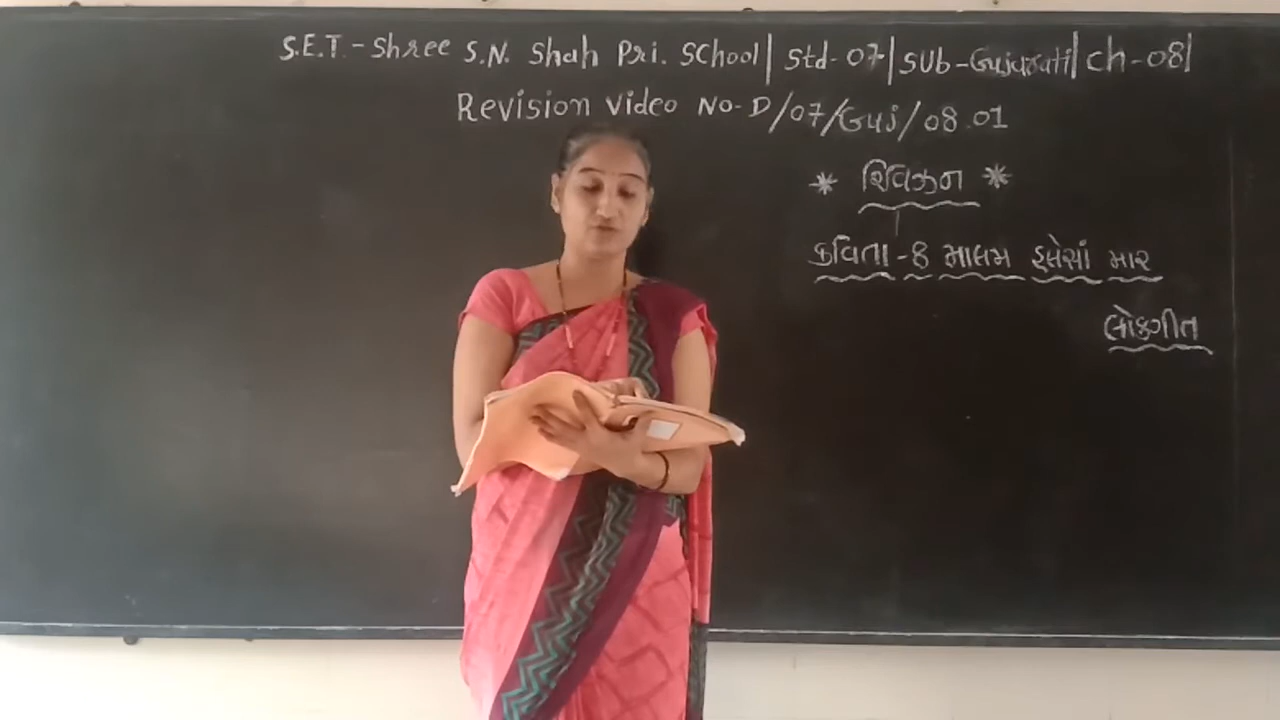 S.E.T.-Shree S.N. Shah Pri. School| Std-07|SUb-Gujarati|Ch-08|
Revision Video No-D/07/Guj/08.01
* રિવિઝન *
કવિતા-8 માલમ હલેસાં માર
લોકગીત